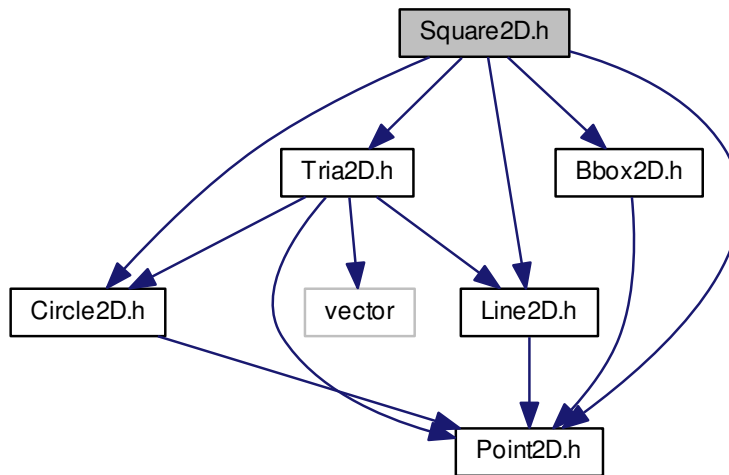 Square2D.h
Tria2D.h
Bbox2D.h
Circle2D.h
vector
Line2D.h
Point2D.h